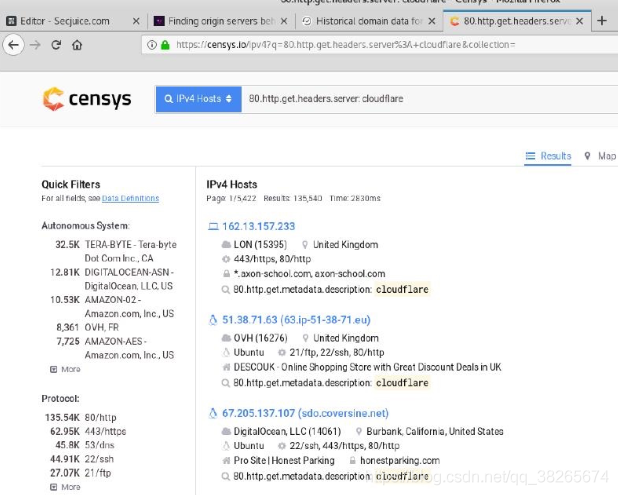 80.http.get.headers.server: cloudflare - Censys - Mozilla Firefox
Editor - Secjuice.com
Finding origin servers beh
Historical domain data for
80.http.get.headers.serve
https://censys.io/ipv4?q=80.http.get.headers.server%3A+cloudflare&collection=
censys
IPv4 Hosts
80.http.get.headers.server: cloudflare
Results
Map
Quick Filters
For all fields, see Data Definitions
Autonomous System:
32.5K TERA-BYTE - Tera-byte
Dot Com Inc., CA
12.81K DIGITALOCEAN-ASN -
DigitalOcean, LLC, US
10.53K AMAZON-02 -
Amazon.com, Inc., US
8,361 OVH, FR
7,725 AMAZON-AES -
Amazon.com, Inc., US
More
Protocol:
135.54K 80/http
62.95K 443/https
45.8K 53/dns
44.91K 22/ssh
27.07K 21/ftp
More
IPv4 Hosts
Page: 1/5,422 Results: 135,540 Time: 2830ms
162.13.157.233
LON (15395) United Kingdom
443/https, 80/http
*.axon-school.com, axon-school.com
80.http.get.metadata.description: cloudflare
51.38.71.63 (63.ip-51-38-71.eu)
OVH (16276) United Kingdom
Ubuntu 21/ftp, 22/ssh, 80/http
DESCOUK - Online Shopping Store with Great Discount Deals in UK
80.http.get.metadata.description: cloudflare
67.205.137.107 (sdo.coversine.net)
DigitalOcean, LLC (14061) Burbank, California, United States
Ubuntu 22/ssh, 443/https, 80/http
Pro Site | Honest Parking honestparking.com
80.http.get.metadata.description: cloudflare
https://blog.csdn.net/qq_38265674